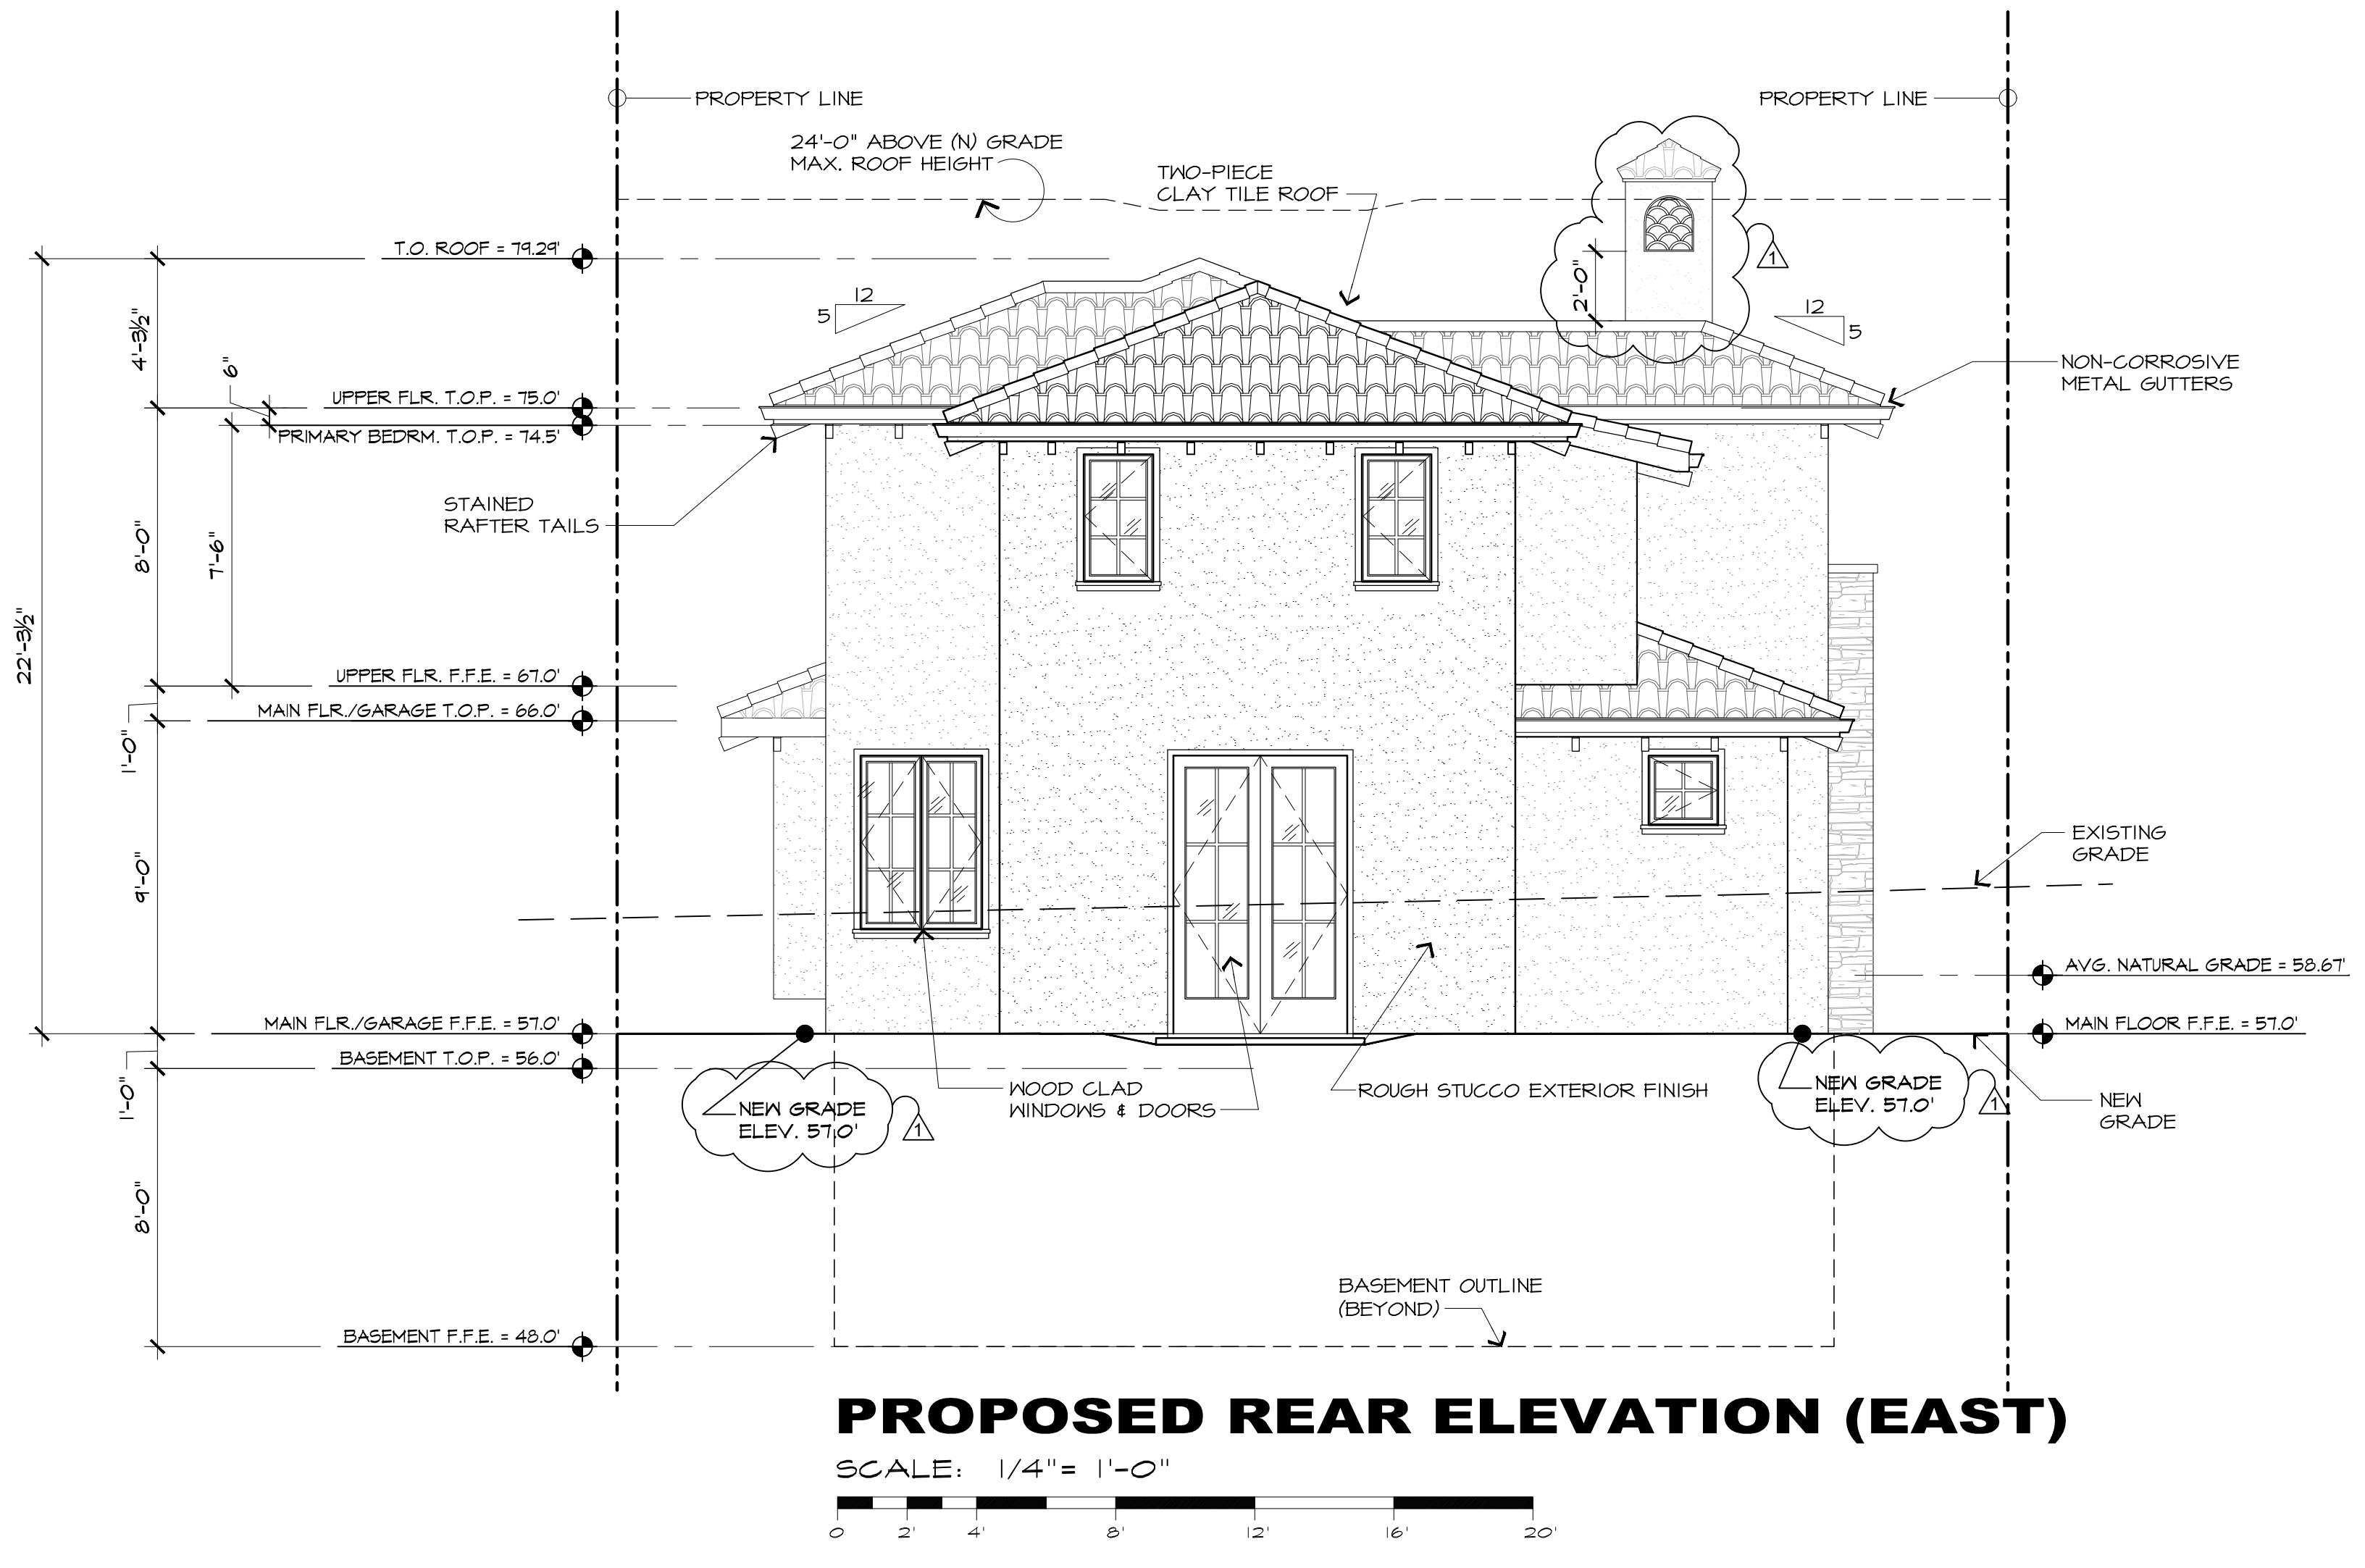 PROPERTY LINE
PROPERTY LINE
24'-0" ABOVE (N) GRADE
MAX. ROOF HEIGHT
TWO-PIECE
CLAY TILE ROOF
T.O. ROOF = 79.29'
1
2'-0"
12
5
12
5
4'-3½"
6"
NON-CORROSIVE
METAL GUTTERS
UPPER FLR. T.O.P. = 75.0'
PRIMARY BEDRM. T.O.P. = 74.5'
STAINED
RAFTER TAILS
8'-0"
7'-6"
22'-3½"
UPPER FLR. F.F.E. = 67.0'
MAIN FLR./GARAGE T.O.P. = 66.0'
1'-0"
EXISTING
GRADE
9'-0"
AVG. NATURAL GRADE = 58.67'
MAIN FLR./GARAGE F.F.E. = 57.0'
MAIN FLOOR F.F.E. = 57.0'
BASEMENT T.O.P. = 56.0'
1'-0"
NEW GRADE
ELEV. 57.0'
1
WOOD CLAD
WINDOWS & DOORS
ROUGH STUCCO EXTERIOR FINISH
NEW GRADE
ELEV. 57.0'
1
NEW
GRADE
8'-0"
BASEMENT OUTLINE
(BEYOND)
BASEMENT F.F.E. = 48.0'
PROPOSED REAR ELEVATION (EAST)
SCALE: 1/4"= 1'-0"
0 2' 4' 8' 12' 16' 20'